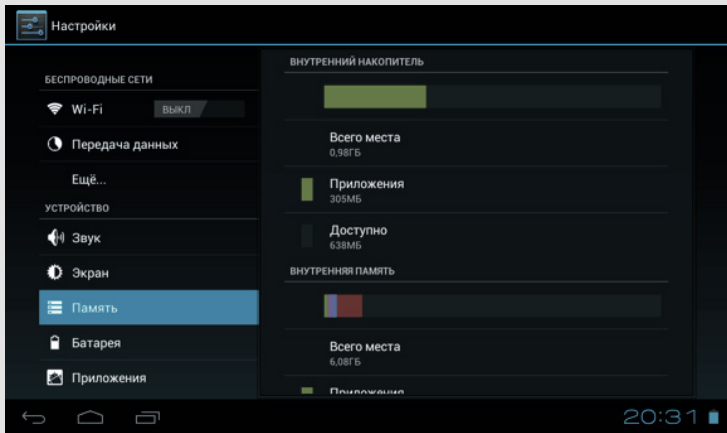 Настройки
БЕСПРОВОДНЫЕ СЕТИ
Wi-Fi
ВЫКЛ
Передача данных
Ещё...
УСТРОЙСТВО
Звук
Экран
Память
Батарея
Приложения
ВНУТРЕННИЙ НАКОПИТЕЛЬ
Всего места
0,98ГБ
Приложения
305МБ
Доступно
638МБ
ВНУТРЕННЯЯ ПАМЯТЬ
Всего места
6,08ГБ
Приложения
20:31